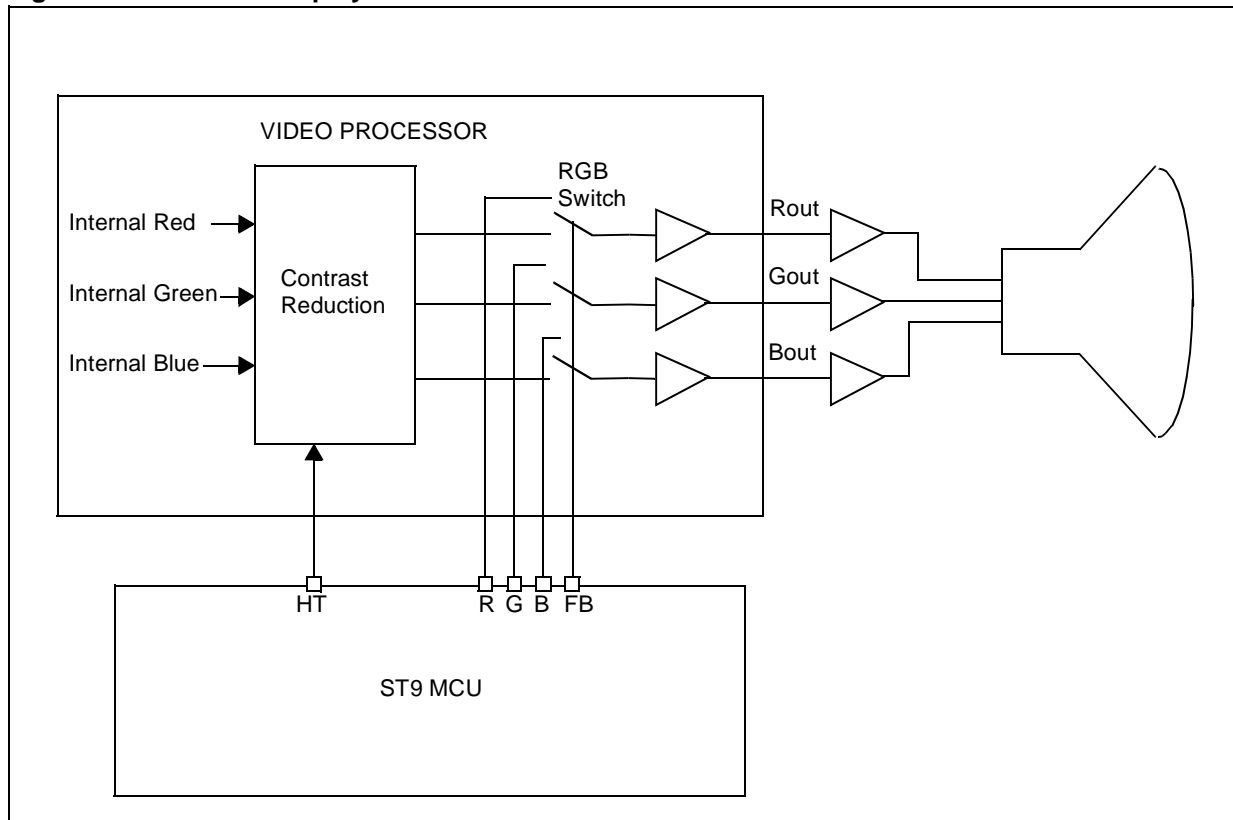 VIDEO PROCESSOR
RGB
Switch
Internal Red
Internal Green
Internal Blue
Contrast
Reduction
Rout
Gout
Bout
HT
R G B FB
ST9 MCU